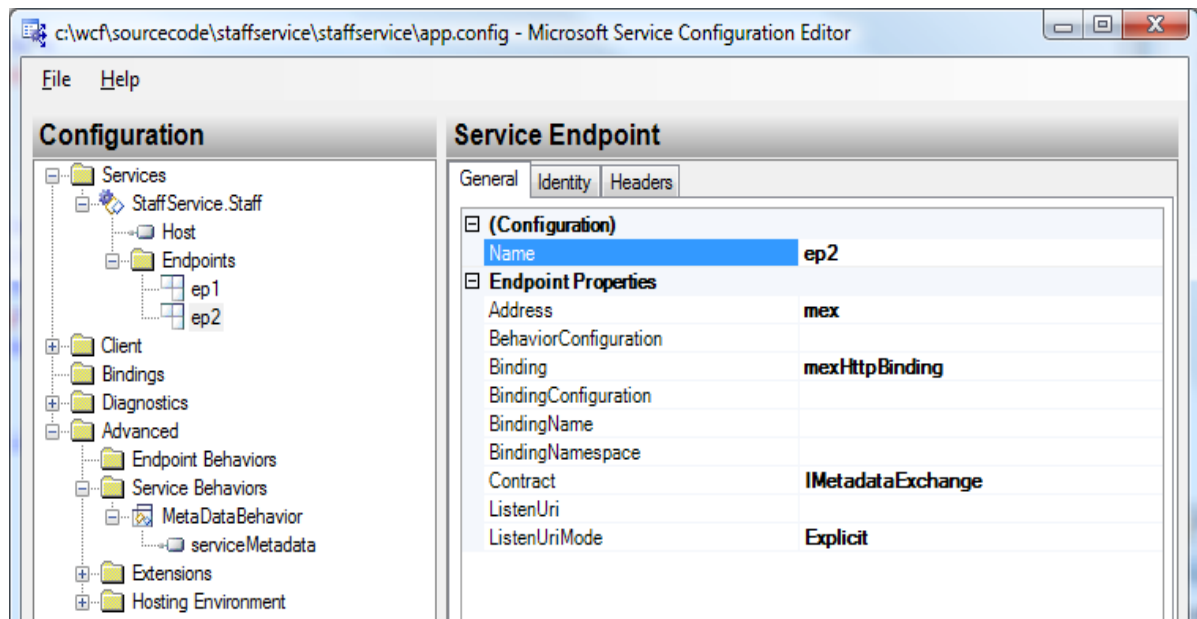 c:\wcf\sourcecode\staffservice\staffservice\app.config - Microsoft Service Configuration Editor
File Help
Configuration
Services
StaffService.Staff
Host
Endpoints
ep1
ep2
Client
Bindings
Diagnostics
Advanced
Endpoint Behaviors
Service Behaviors
MetaDataBehavior
serviceMetadata
Extensions
Hosting Environment
Service Endpoint
General Identity Headers
(Configuration)
Name ep2
Endpoint Properties
Address mex
BehaviorConfiguration
Binding mexHttpBinding
BindingConfiguration
BindingName
BindingNamespace
Contract IMetadataExchange
ListenUri
ListenUriMode Explicit